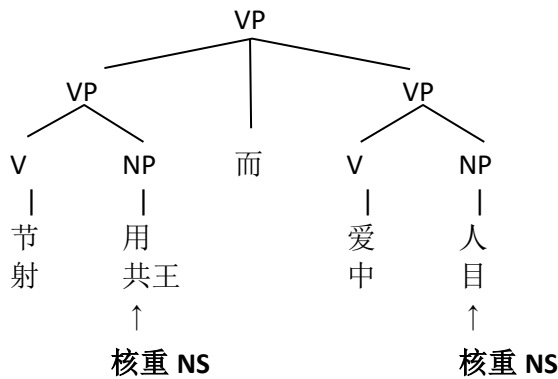 VP
VP VP
V NP 而 V NP
节 用 爱 人
射 共王 中 目
↑ ↑
核重 NS 核重 NS